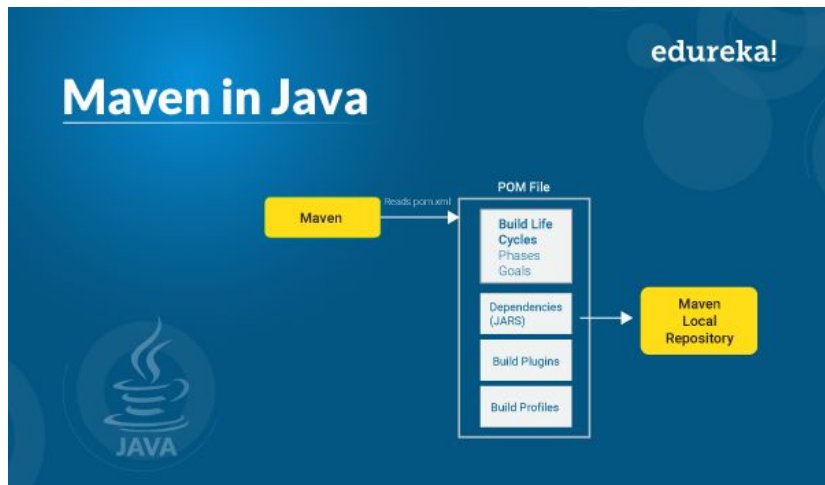 edureka!
Maven in Java
POM File
Maven
Reads pom.xml
Build Life
Cycles
Phases
Goals
Dependencies
(JARS)
Build Plugins
Build Profiles
Maven
Local
Repository
JAVA